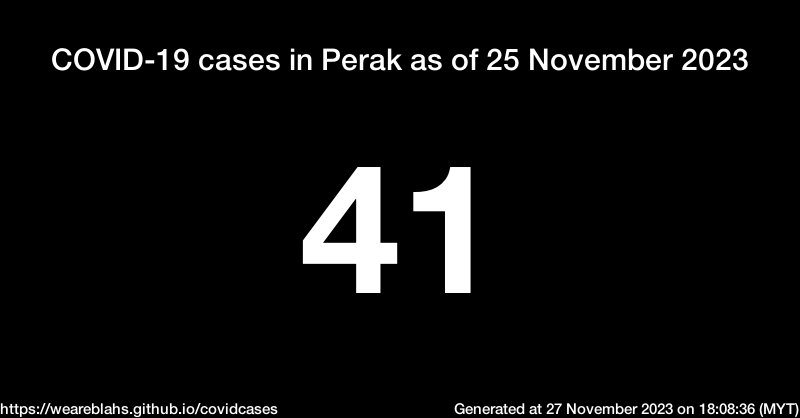 COVID-19 cases in Perak as of 25 November 2023
41
https://weareblahs.github.io/covidcases
Generated at 27 November 2023 on 18:08:36 (MYT)